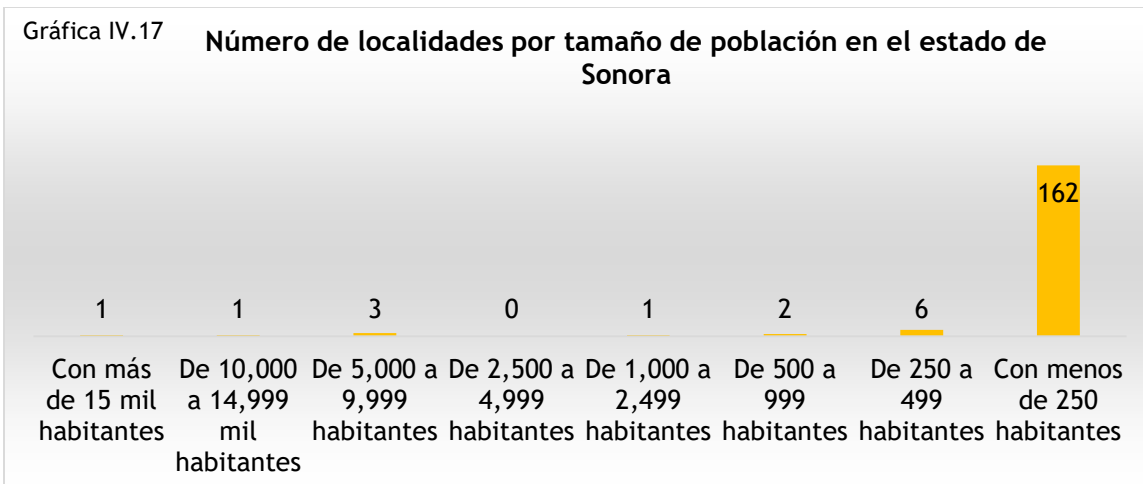 Gráfica IV.17
Número de localidades por tamaño de población en el estado de
Sonora
1
1
3
0
1
2
6
162
Con más
de 15 mil
habitantes
De 10,000
a 14,999
mil
habitantes
De 5,000 a
9,999
habitantes
De 2,500 a
4,999
habitantes
De 1,000 a
2,499
habitantes
De 500 a
999
habitantes
De 250 a
499
habitantes
Con menos
de 250
habitantes